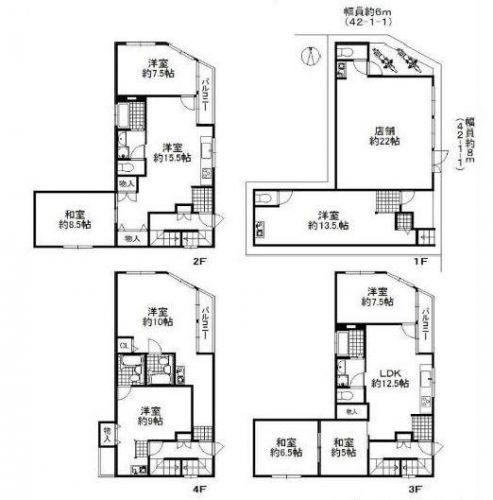 幅員約6m
(42-1-1)
洋室
約7.5帖
バルコニー
洋室
約15.5帖
物入
和室
約8.5帖
物入
2F
店舗
約22帖
幅員約8m
(42-1-1)
洋室
約13.5帖
1F
洋室
約10帖
バルコニー
CL
洋室
約9帖
物入
4F
洋室
約7.5帖
バルコニー
LDK
約12.5帖
物入
和室
約6.5帖
和室
約5帖
3F